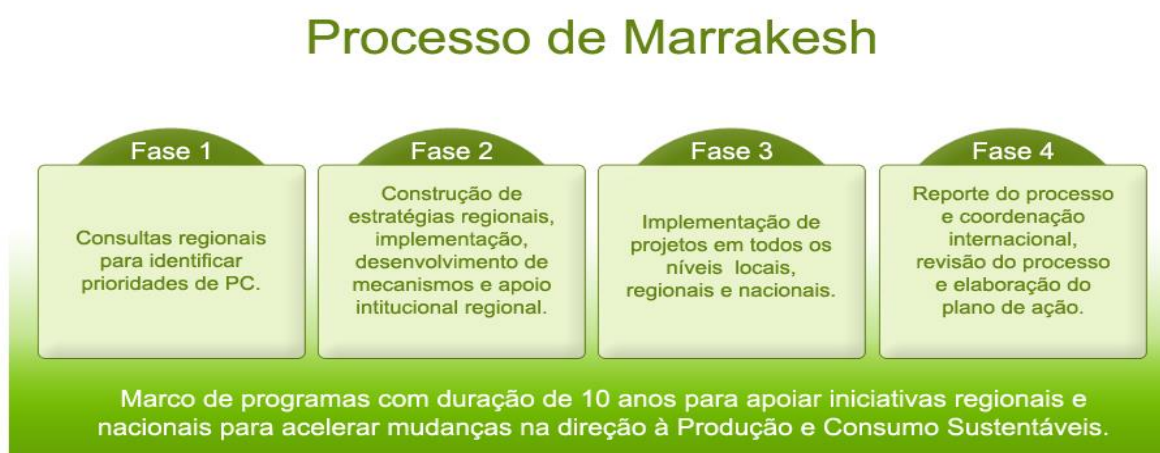 Processo de Marrakesh
Fase 1
Consultas regionais
para identificar
prioridades de PC.
Fase 2
Construção de
estratégias regionais,
implementação,
desenvolvimento de
mecanismos e apoio
intitucional regional.
Fase 3
Implementação de
projetos em todos os
níveis locais,
regionais e nacionais.
Fase 4
Reporte do processo
e coordenação
internacional,
revisão do processo
e elaboração do
plano de ação.
Marco de programas com duração de 10 anos para apoiar iniciativas regionais e
nacionais para acelerar mudanças na direção à Produção e Consumo Sustentáveis.